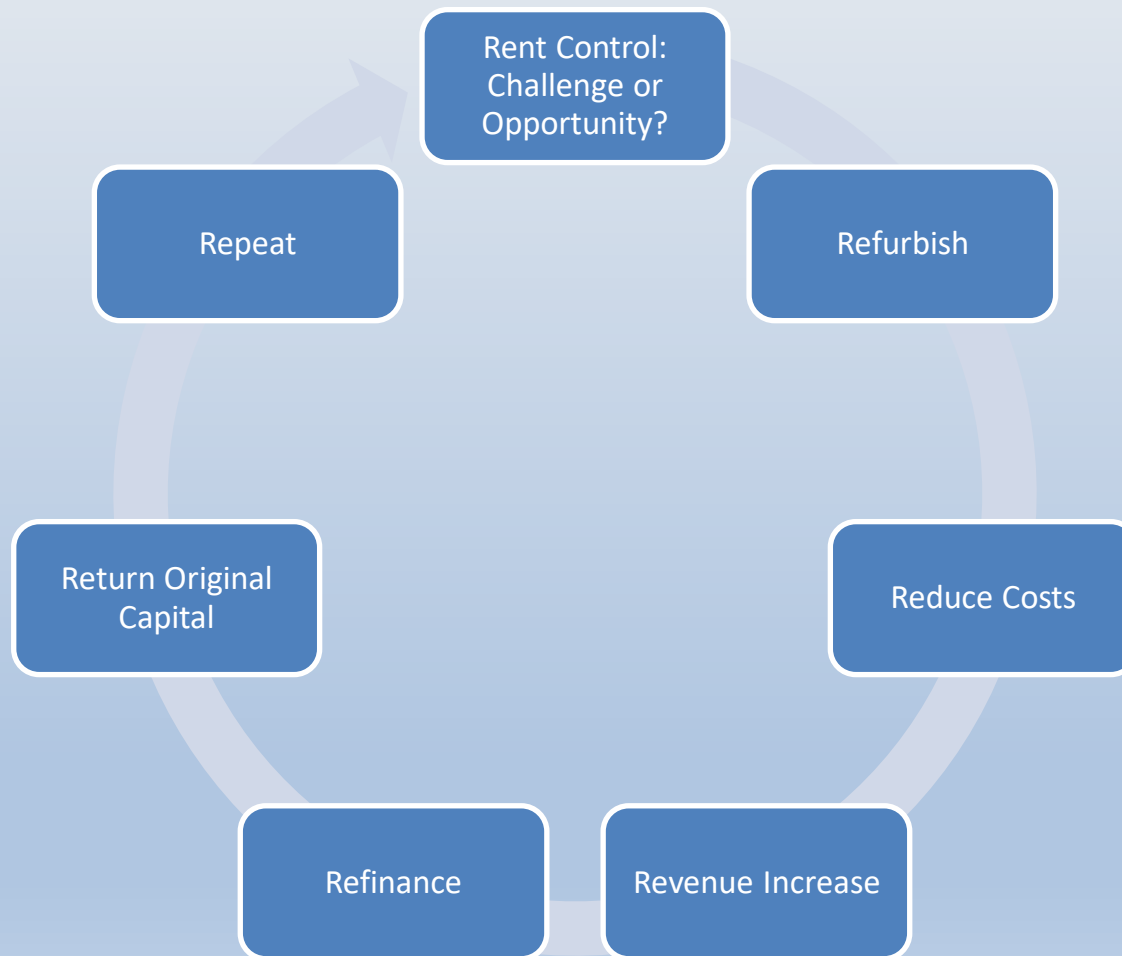 Rent Control:
Challenge or
Opportunity?
Refurbish
Reduce Costs
Revenue Increase
Refinance
Return Original
Capital
Repeat